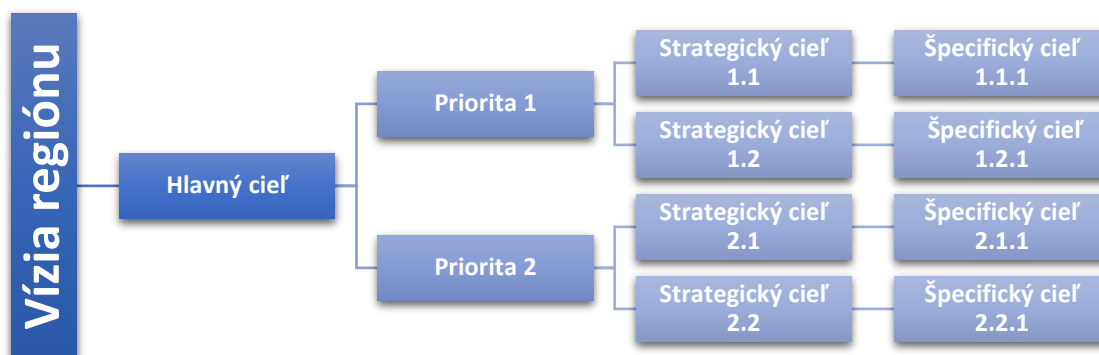 Vízia regiónu
Hlavný cieľ
Priorita 1
Strategický cieľ
1.1
Špecifický cieľ
1.1.1
Strategický cieľ
1.2
Špecifický cieľ
1.2.1
Priorita 2
Strategický cieľ
2.1
Špecifický cieľ
2.1.1
Strategický cieľ
2.2
Špecifický cieľ
2.2.1